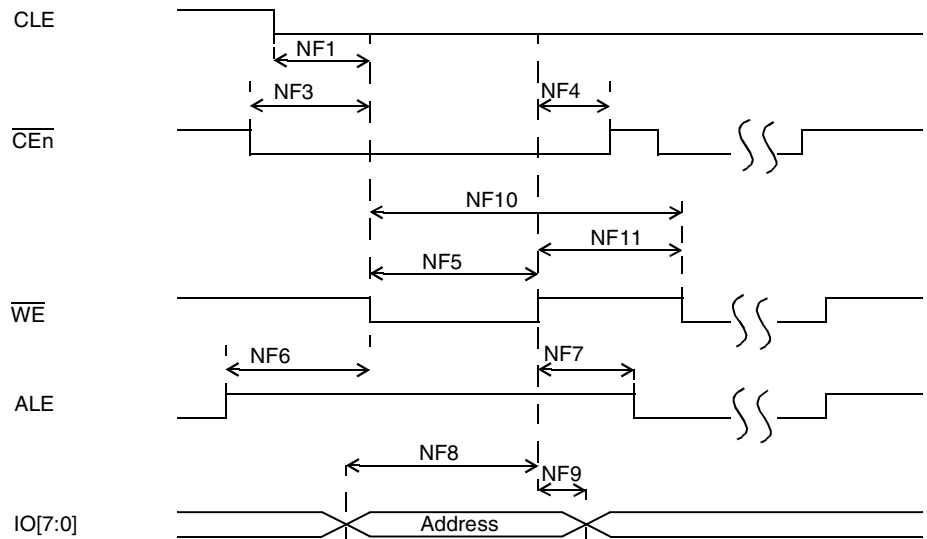 CLE
NF1
NF3
NF4
CEn
NF10
NF11
NF5
WE
NF6
NF7
ALE
NF8
NF9
IO[7:0]
Address